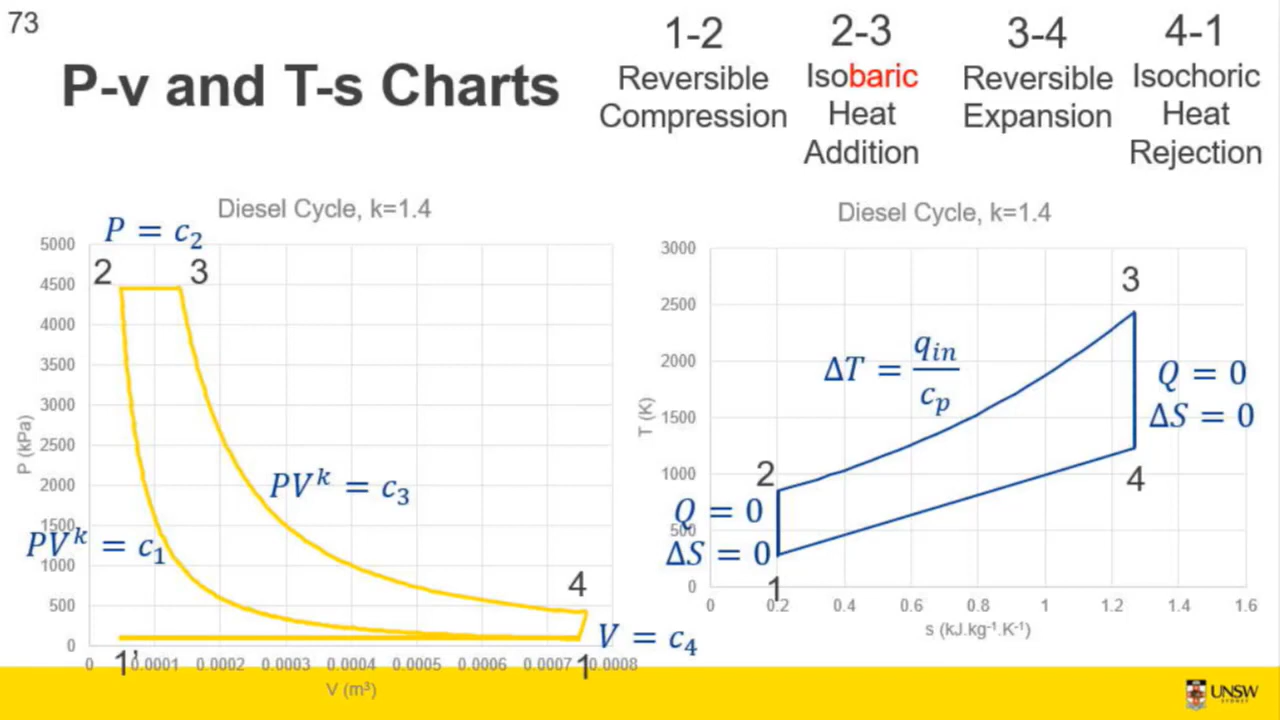 73
P-v and T-s Charts
1-2
Reversible
Compression
2-3
Isobaric
Heat
Addition
3-4
Reversible
Expansion
4-1
Isochoric
Heat
Rejection
Diesel Cycle, k=1.4
P = c₂
5000
4500
4000
3500
3000
2500
2000
1500
1000
500
0
P (kPa)
2
3
PVᵏ = c₃
PVᵏ = c₁
4
V = c₄
1'
1
0
0.0001
0.0002
0.0003
0.0004
0.0005
0.0006
0.0007
0.0008
V (m³)
Diesel Cycle, k=1.4
3000
2500
2000
1500
1000
500
0
T (K)
3
ΔT = qᵢₙ/cₚ
Q = 0
ΔS = 0
2
4
Q = 0
ΔS = 0
1
0
0.2
0.4
0.6
0.8
1
1.2
1.4
1.6
s (kJ.kg⁻¹.K⁻¹)
UNSW
SYDNEY